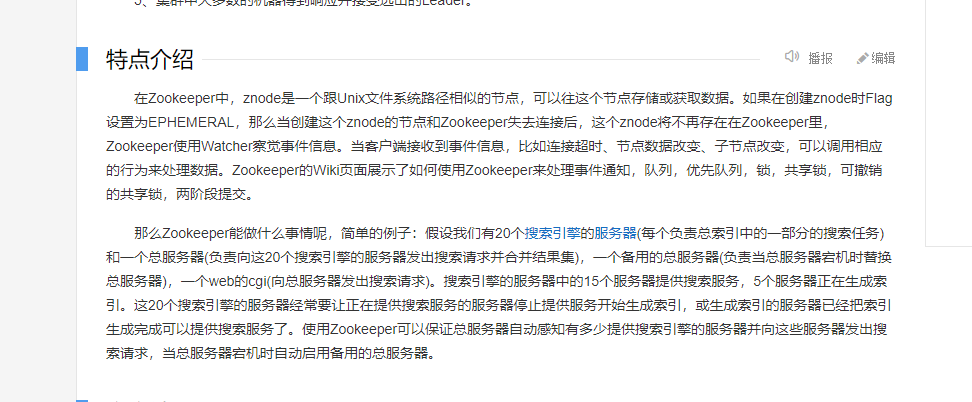 5、集群中大多数的机器得到响应并接受选出的Leader。
特点介绍
播报
编辑
在Zookeeper中，znode是一个跟Unix文件系统路径相似的节点，可以往这个节点存储或获取数据。如果在创建znode时Flag
设置为EPHEMERAL，那么当创建这个znode的节点和Zookeeper失去连接后，这个znode将不再存在在Zookeeper里，
Zookeeper使用Watcher察觉事件信息。当客户端接收到事件信息，比如连接超时、节点数据改变、子节点改变，可以调用相应
的行为来处理数据。Zookeeper的Wiki页面展示了如何使用Zookeeper来处理事件通知，队列，优先队列，锁，共享锁，可撤销
的共享锁，两阶段提交。
那么Zookeeper能做什么事情呢，简单的例子：假设我们有20个搜索引擎的服务器(每个负责总索引中的一部分的搜索任务)
和一个总服务器(负责向这20个搜索引擎的服务器发出搜索请求并合并结果集)，一个备用的总服务器(负责当总服务器宕机时替换
总服务器)，一个web的cgi(向总服务器发出搜索请求)。搜索引擎的服务器中的15个服务器提供搜索服务，5个服务器正在生成索
引。这20个搜索引擎的服务器经常要让正在提供搜索服务的服务器停止提供服务开始生成索引，或生成索引的服务器已经把索引
生成完成可以提供搜索服务了。使用Zookeeper可以保证总服务器自动感知有多少提供搜索引擎的服务器并向这些服务器发出搜
索请求，当总服务器宕机时自动启用备用的总服务器。